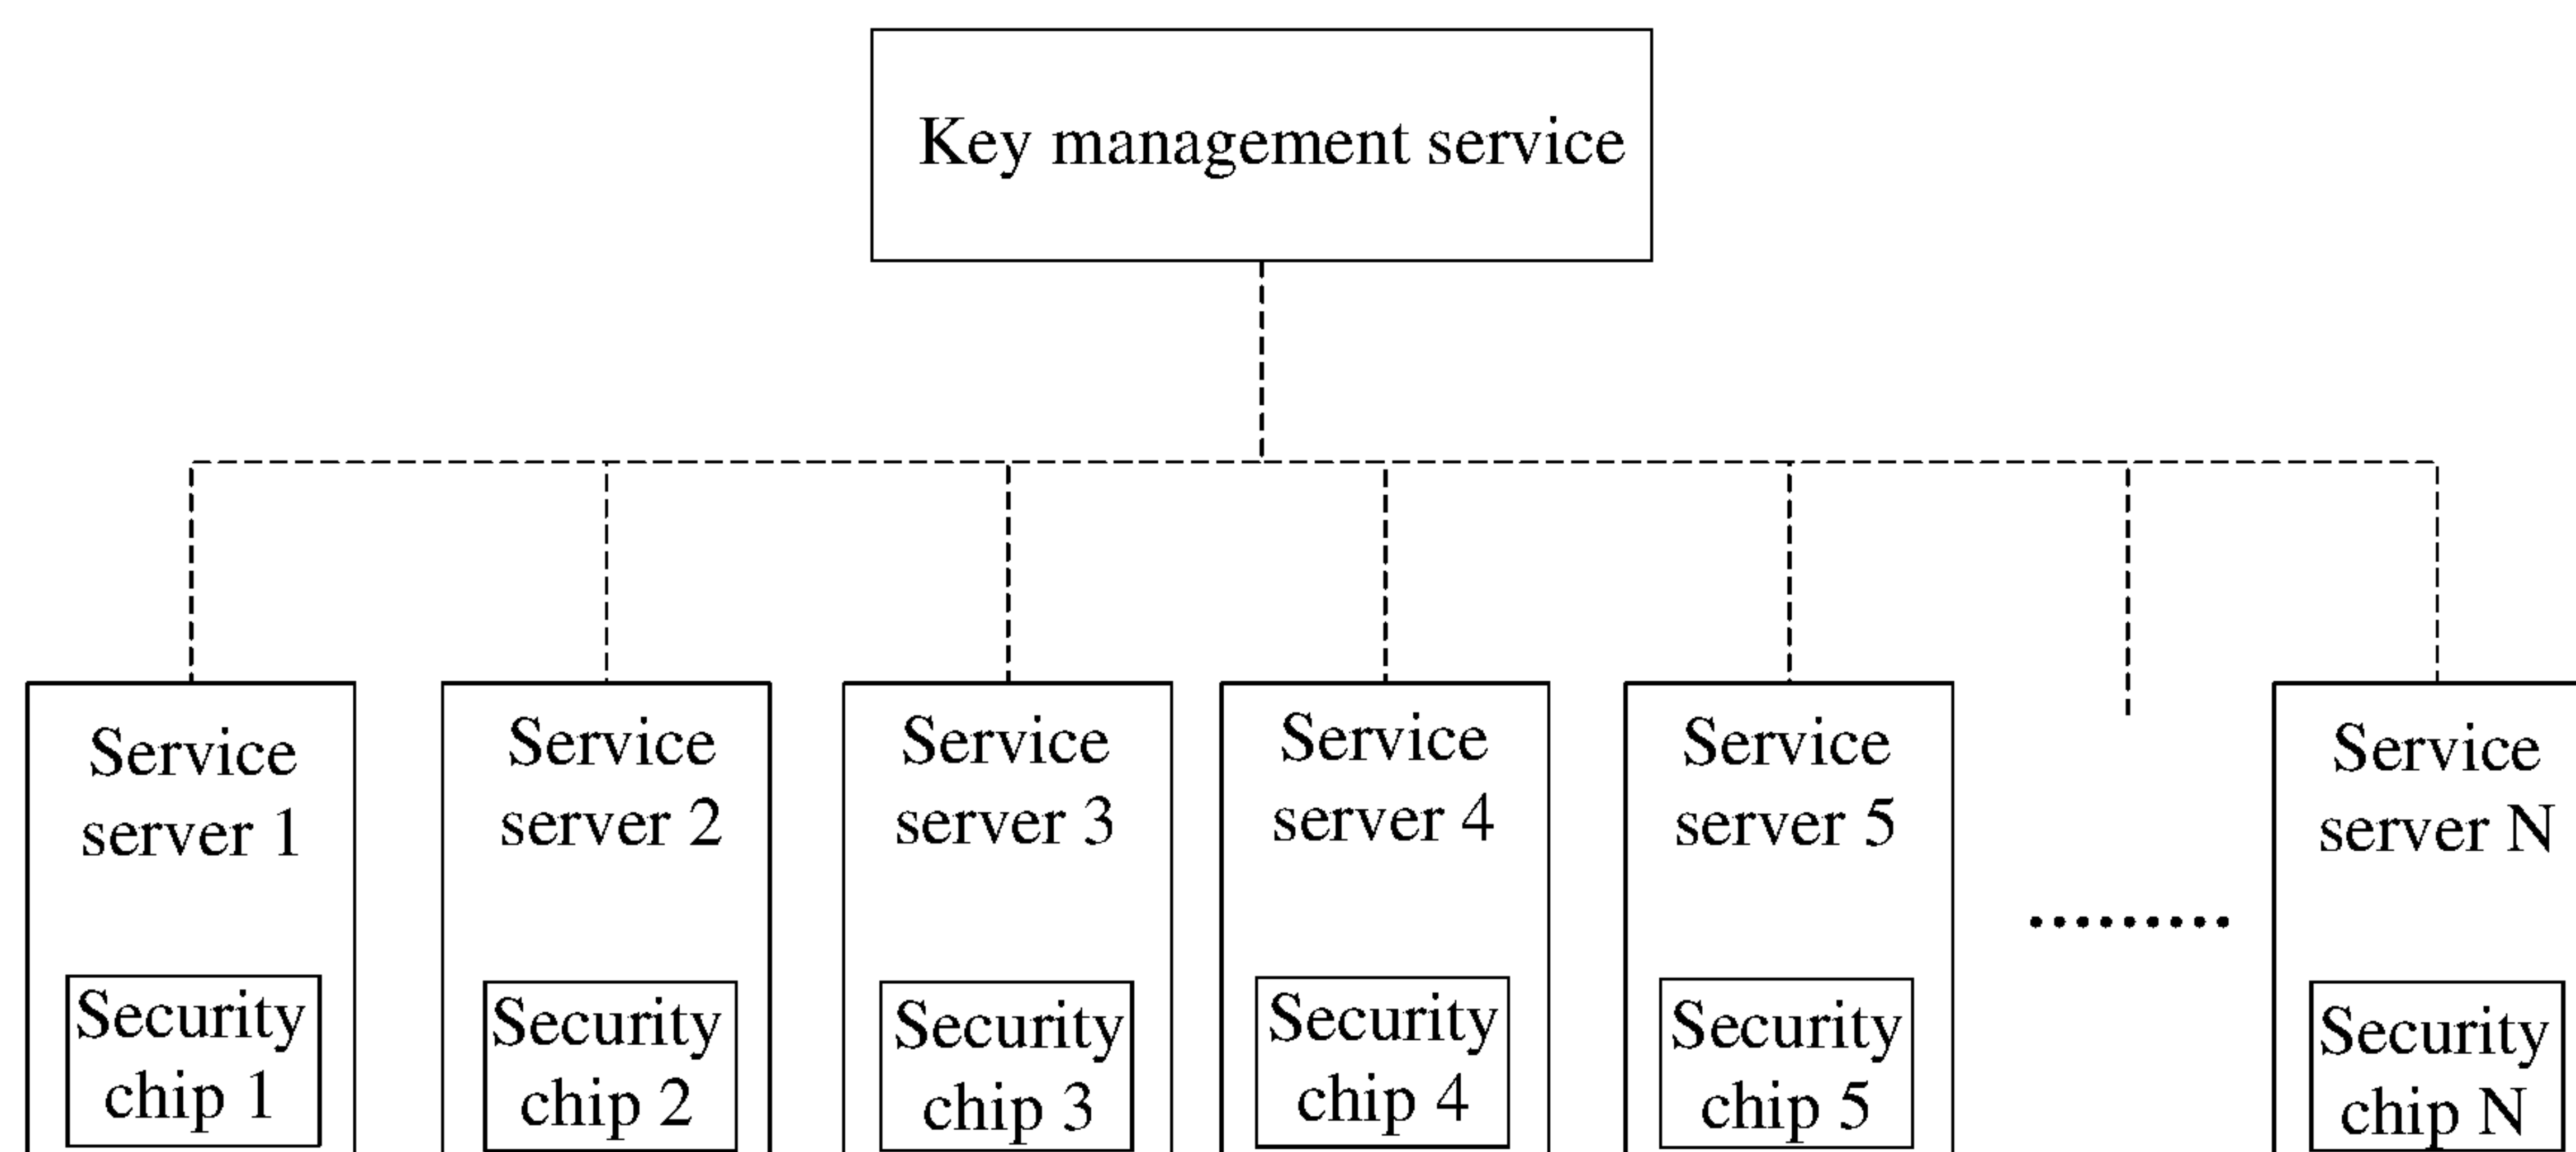 Key management service
Service
server 1
Security
chip 1
Service
server 2
Security
chip 2
Service
server 3
Security
chip 3
Service
server 4
Security
chip 4
Service
server 5
Security
chip 5
.........
Service
server N
Security
chip N